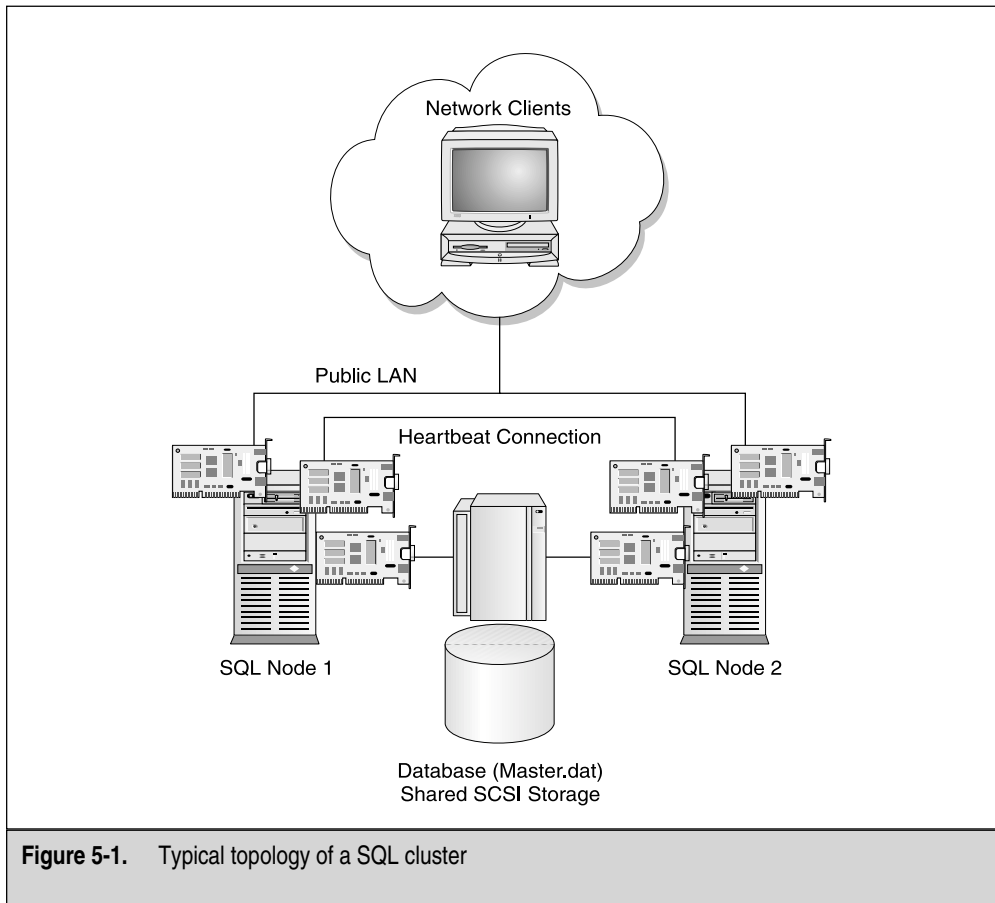 Network Clients
Public LAN
Heartbeat Connection
SQL Node 1
SQL Node 2
Database (Master.dat)
Shared SCSI Storage
Figure 5-1. Typical topology of a SQL cluster